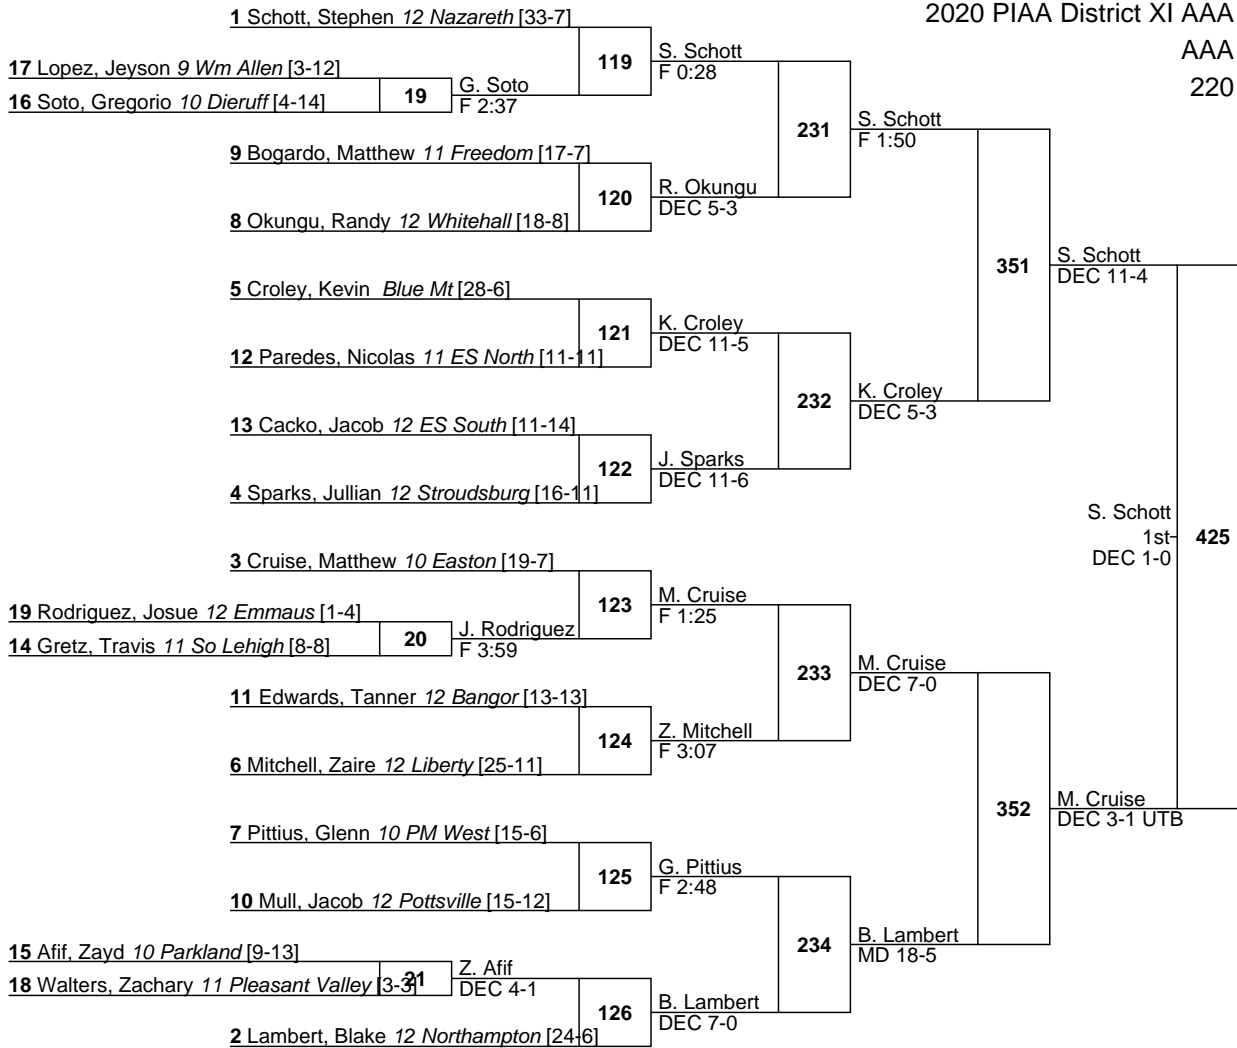 2020 PIAA District XI AAA
AAA
220
1 Schott, Stephen 12 Nazareth [33-7]
17 Lopez, Jeyson 9 Wm Allen [3-12]
16 Soto, Gregorio 10 Dieruff [4-14]
19
G. Soto
F 2:37
119
S. Schott
F 0:28
9 Bogardo, Matthew 11 Freedom [17-7]
8 Okungu, Randy 12 Whitehall [18-8]
120
R. Okungu
DEC 5-3
231
S. Schott
F 1:50
5 Croley, Kevin Blue Mt [28-6]
12 Paredes, Nicolas 11 ES North [11-11]
121
K. Croley
DEC 11-5
13 Cacko, Jacob 12 ES South [11-14]
4 Sparks, Jullian 12 Stroudsburg [16-11]
122
J. Sparks
DEC 11-6
232
K. Croley
DEC 5-3
351
S. Schott
DEC 11-4
3 Cruise, Matthew 10 Easton [19-7]
19 Rodriguez, Josue 12 Emmaus [1-4]
14 Gretz, Travis 11 So Lehigh [8-8]
20
J. Rodriguez
F 3:59
123
M. Cruise
F 1:25
11 Edwards, Tanner 12 Bangor [13-13]
6 Mitchell, Zaire 12 Liberty [25-11]
124
Z. Mitchell
F 3:07
233
M. Cruise
DEC 7-0
7 Pittius, Glenn 10 PM West [15-6]
10 Mull, Jacob 12 Pottsville [15-12]
125
G. Pittius
F 2:48
15 Afif, Zayd 10 Parkland [9-13]
18 Walters, Zachary 11 Pleasant Valley [3-3]
21
Z. Afif
DEC 4-1
2 Lambert, Blake 12 Northampton [24-6]
126
B. Lambert
DEC 7-0
234
B. Lambert
MD 18-5
352
M. Cruise
DEC 3-1 UTB
S. Schott
1st
DEC 1-0
425